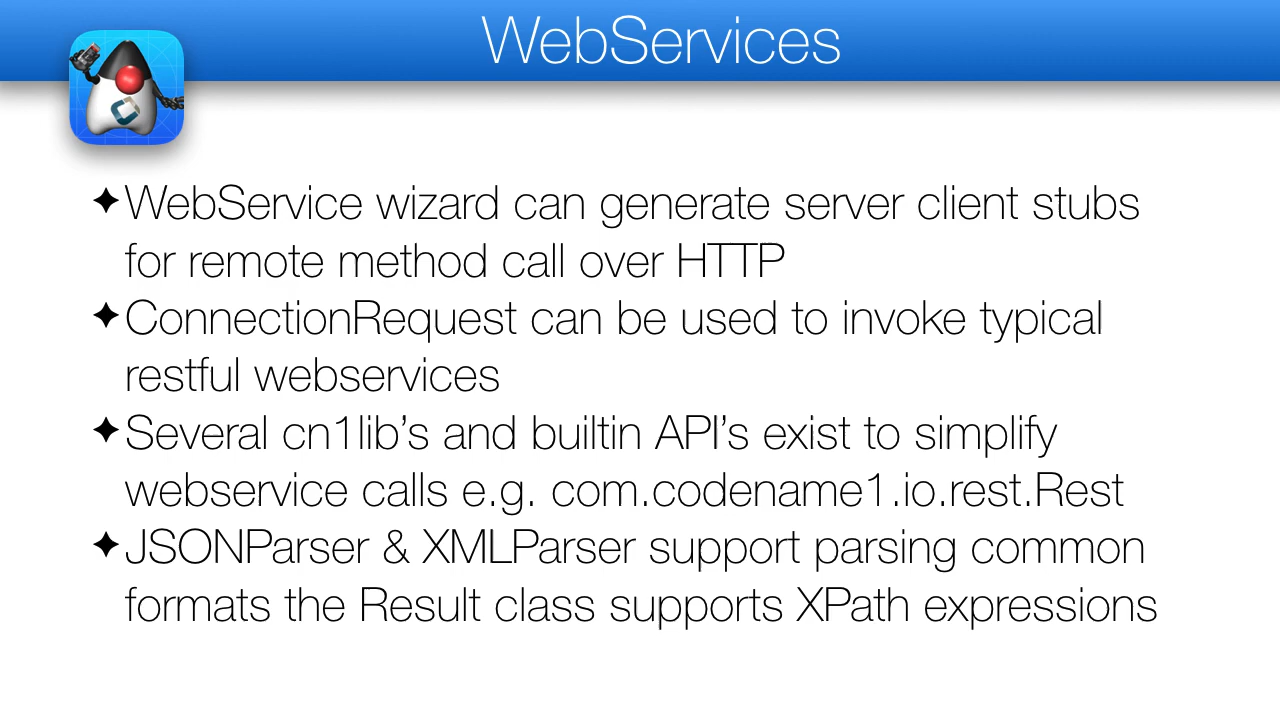 WebServices
✦WebService wizard can generate server client stubs
for remote method call over HTTP
✦ConnectionRequest can be used to invoke typical
restful webservices
✦Several cn1lib’s and builtin API’s exist to simplify
webservice calls e.g. com.codename1.io.rest.Rest
✦JSONParser & XMLParser support parsing common
formats the Result class supports XPath expressions